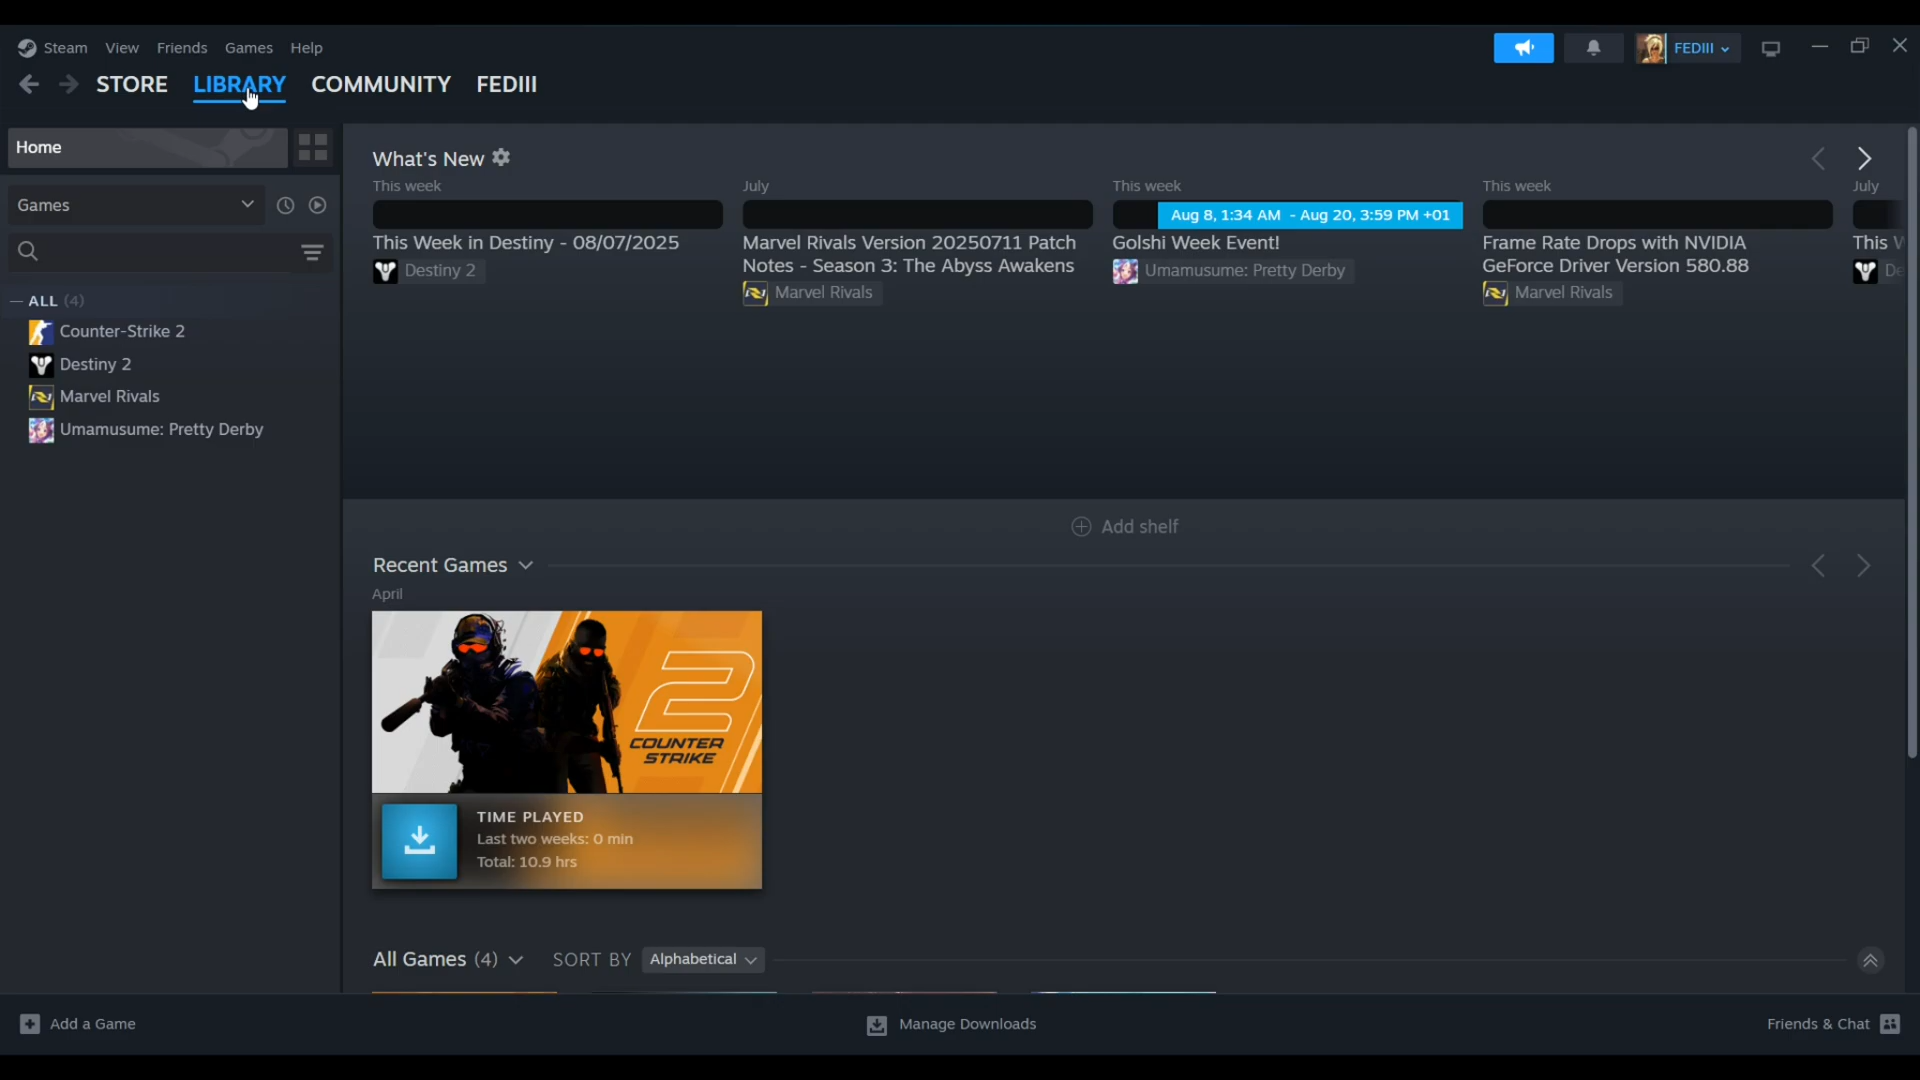 Steam View Friends Games Help
FEDIII
STORE LIBRARY COMMUNITY FEDIII
Home
Games
ALL (4)
Counter-Strike 2
Destiny 2
Marvel Rivals
Umamusume: Pretty Derby
What's New
This week
This Week in Destiny - 08/07/2025
Destiny 2
July
Marvel Rivals Version 20250711 Patch
Notes - Season 3: The Abyss Awakens
Marvel Rivals
This week
Aug 8, 1:34 AM - Aug 20, 3:59 PM +01
Golshi Week Event!
Umamusume: Pretty Derby
This week
Frame Rate Drops with NVIDIA
GeForce Driver Version 580.88
Marvel Rivals
July
This
Add shelf
Recent Games
April
2
COUNTER
STRIKE
TIME PLAYED
Last two weeks: 0 min
Total: 10.9 hrs
All Games (4) SORT BY Alphabetical
Add a Game
Manage Downloads
Friends & Chat